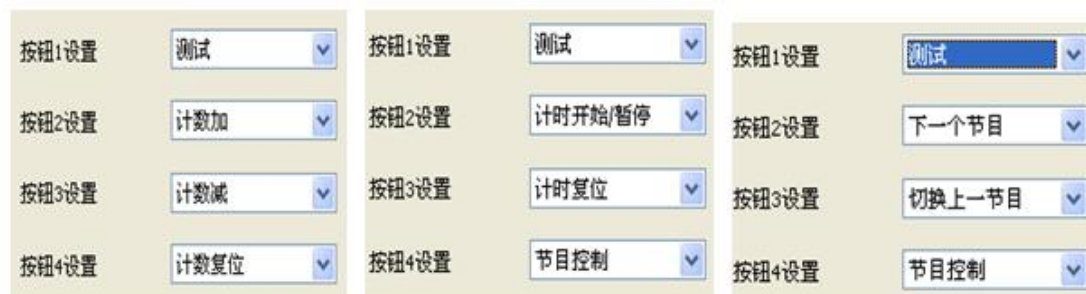 按钮1设置 测试
按钮2设置 计数加
按钮3设置 计数减
按钮4设置 计数复位
按钮1设置 测试
按钮2设置 计时开始/暂停
按钮3设置 计时复位
按钮4设置 节目控制
按钮1设置 测试
按钮2设置 下一个节目
按钮3设置 切换上一节目
按钮4设置 节目控制